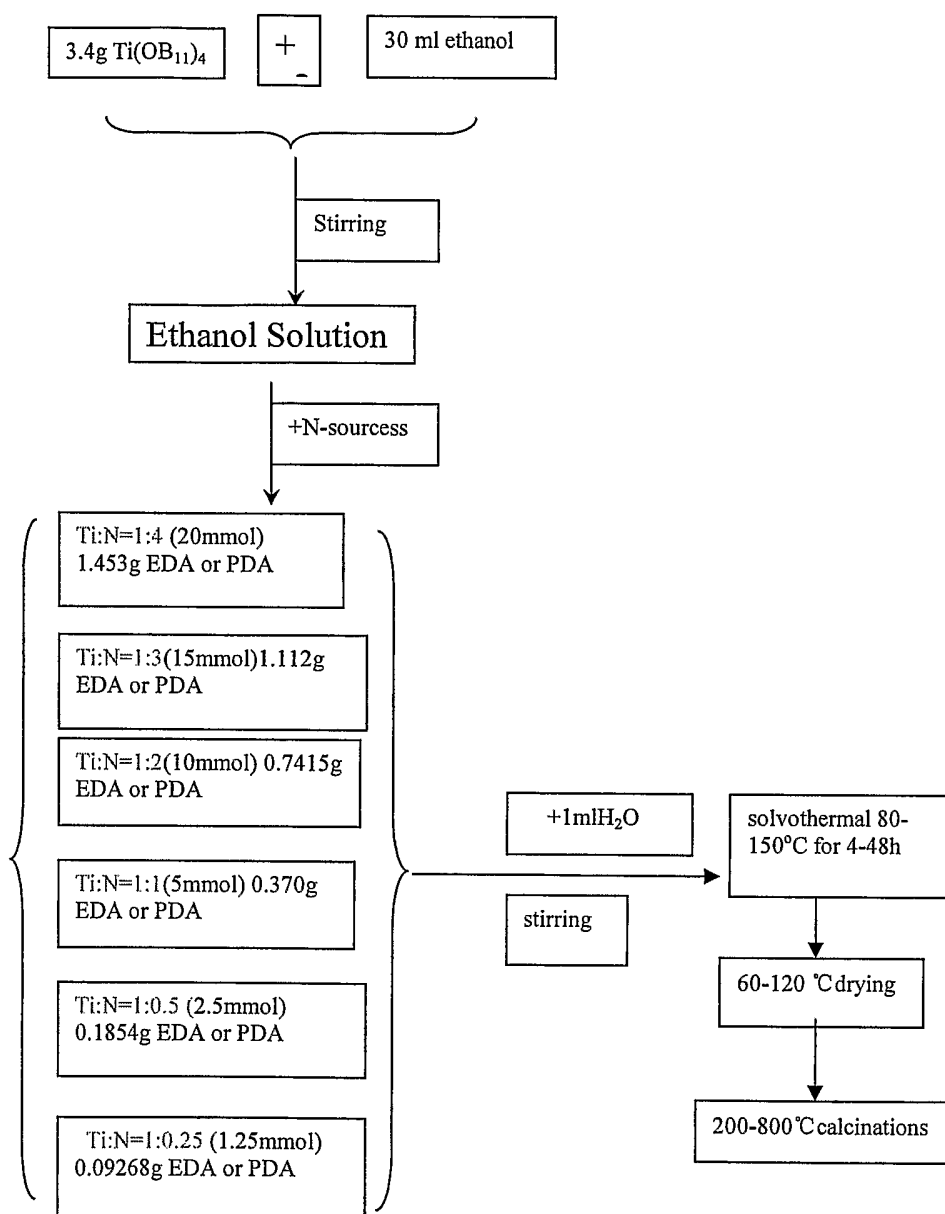 3.4g Ti(OB₁₁)₄
+
-
30 ml ethanol
Stirring
Ethanol Solution
+N-sourcess
Ti:N=1:4 (20mmol)
1.453g EDA or PDA
Ti:N=1:3(15mmol)1.112g
EDA or PDA
Ti:N=1:2(10mmol) 0.7415g
EDA or PDA
Ti:N=1:1(5mmol) 0.370g
EDA or PDA
Ti:N=1:0.5 (2.5mmol)
0.1854g EDA or PDA
Ti:N=1:0.25 (1.25mmol)
0.09268g EDA or PDA
+1mlH₂O
stirring
solvothermal 80-
150°C for 4-48h
60-120 ℃drying
200-800℃calcinations